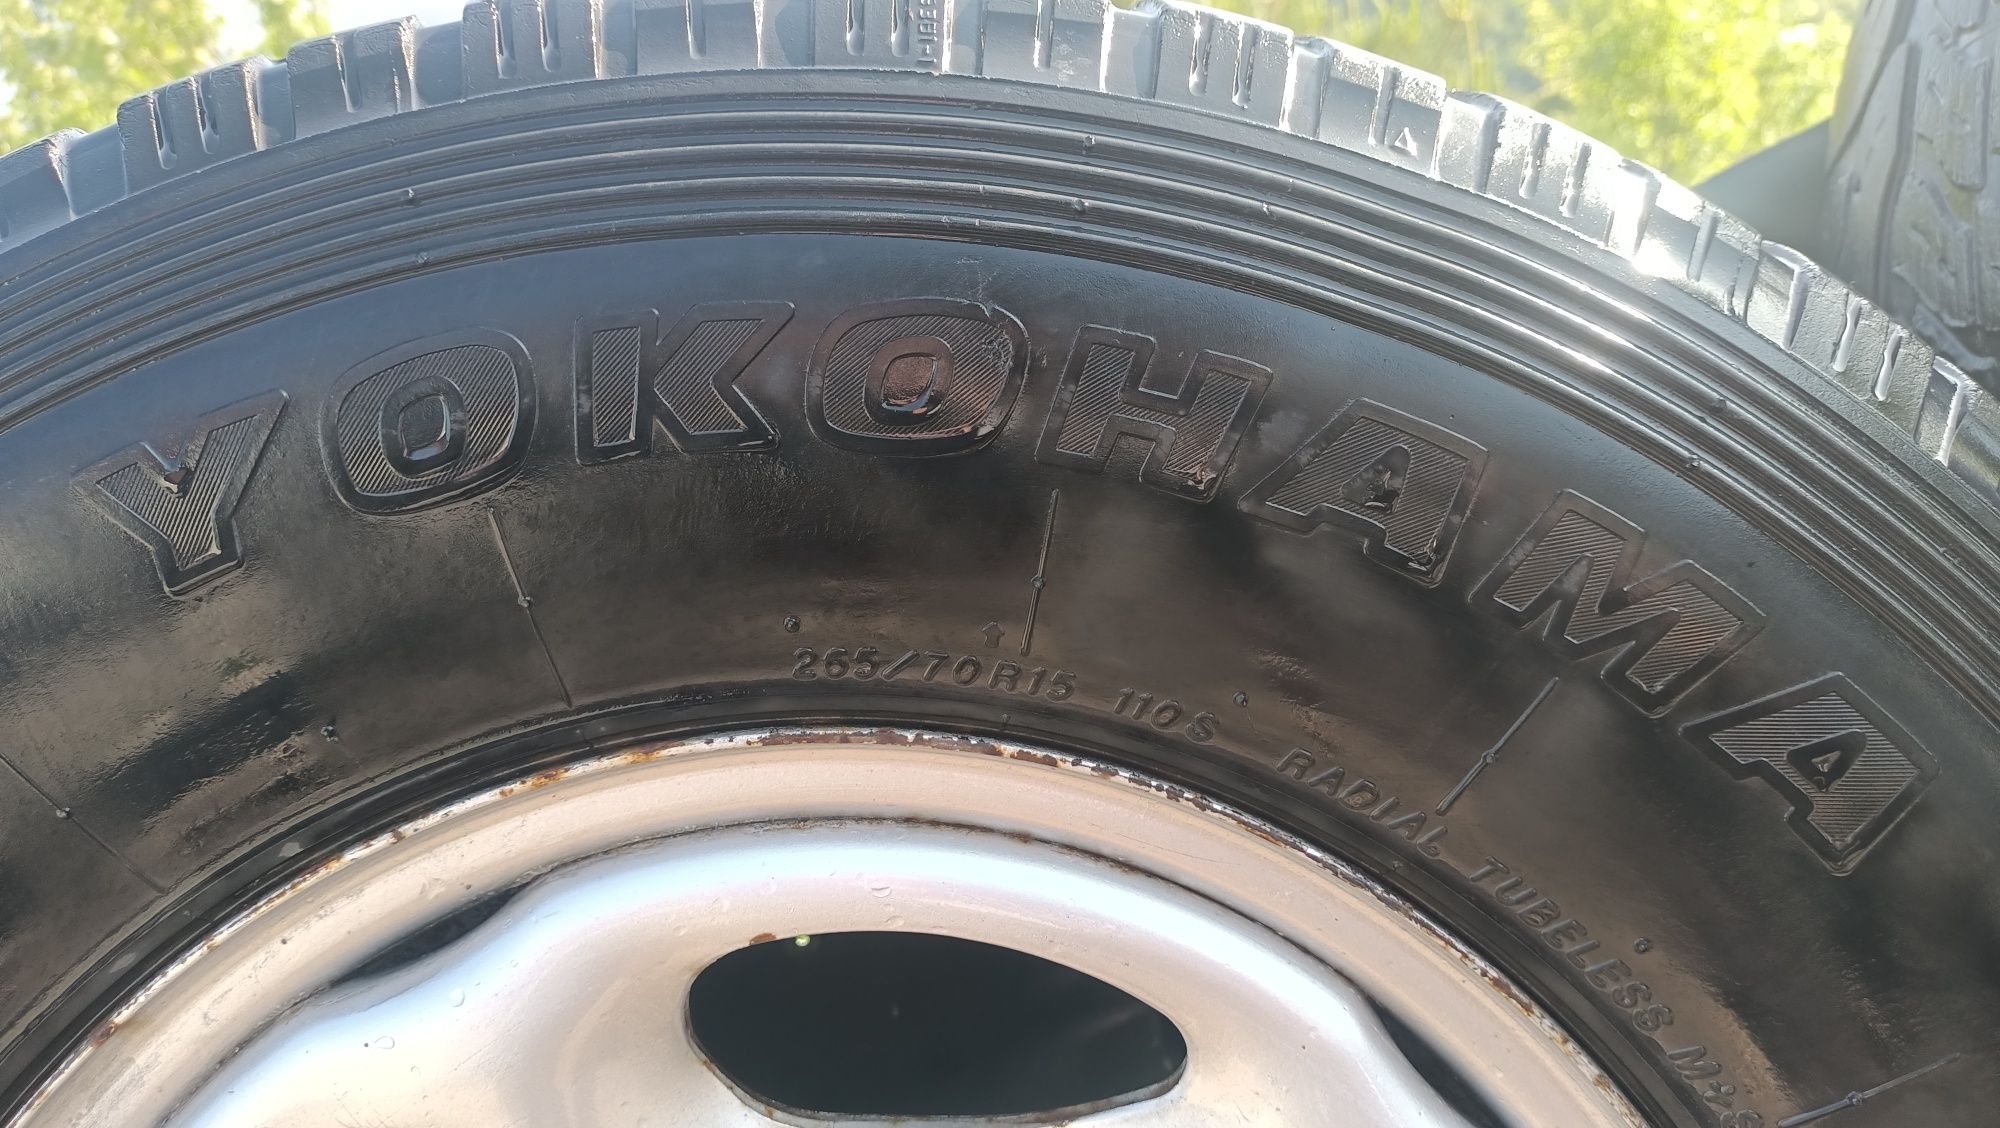 YOKOHAMA
265/70R15 110S RADIAL TUBELESS M+S